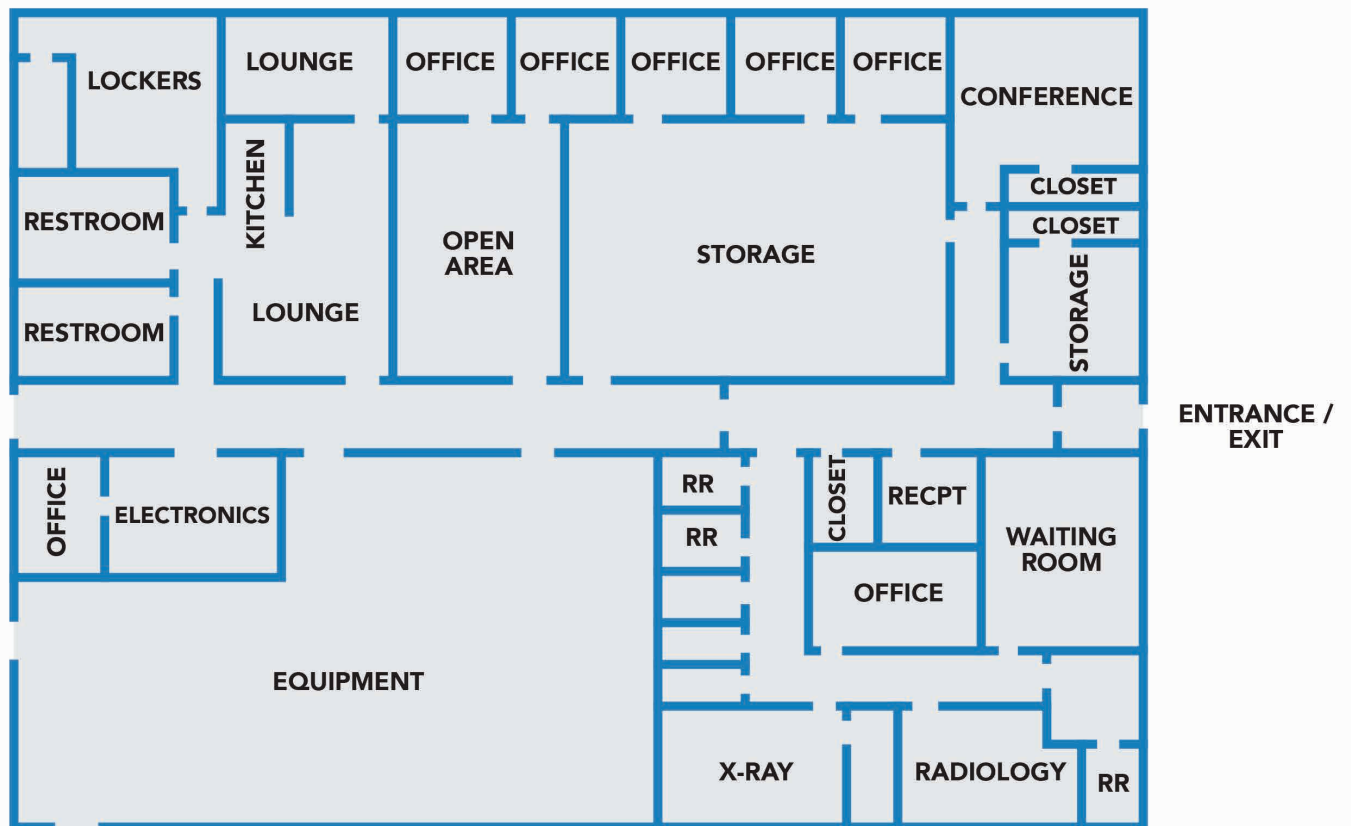 LOCKERS
LOUNGE
OFFICE
OFFICE
OFFICE
OFFICE
OFFICE
CONFERENCE
KITCHEN
CLOSET
RESTROOM
CLOSET
OPEN
AREA
STORAGE
STORAGE
LOUNGE
RESTROOM
ENTRANCE /
EXIT
OFFICE
ELECTRONICS
RR
CLOSET
RECPT
RR
WAITING
ROOM
OFFICE
EQUIPMENT
X-RAY
RADIOLOGY
RR